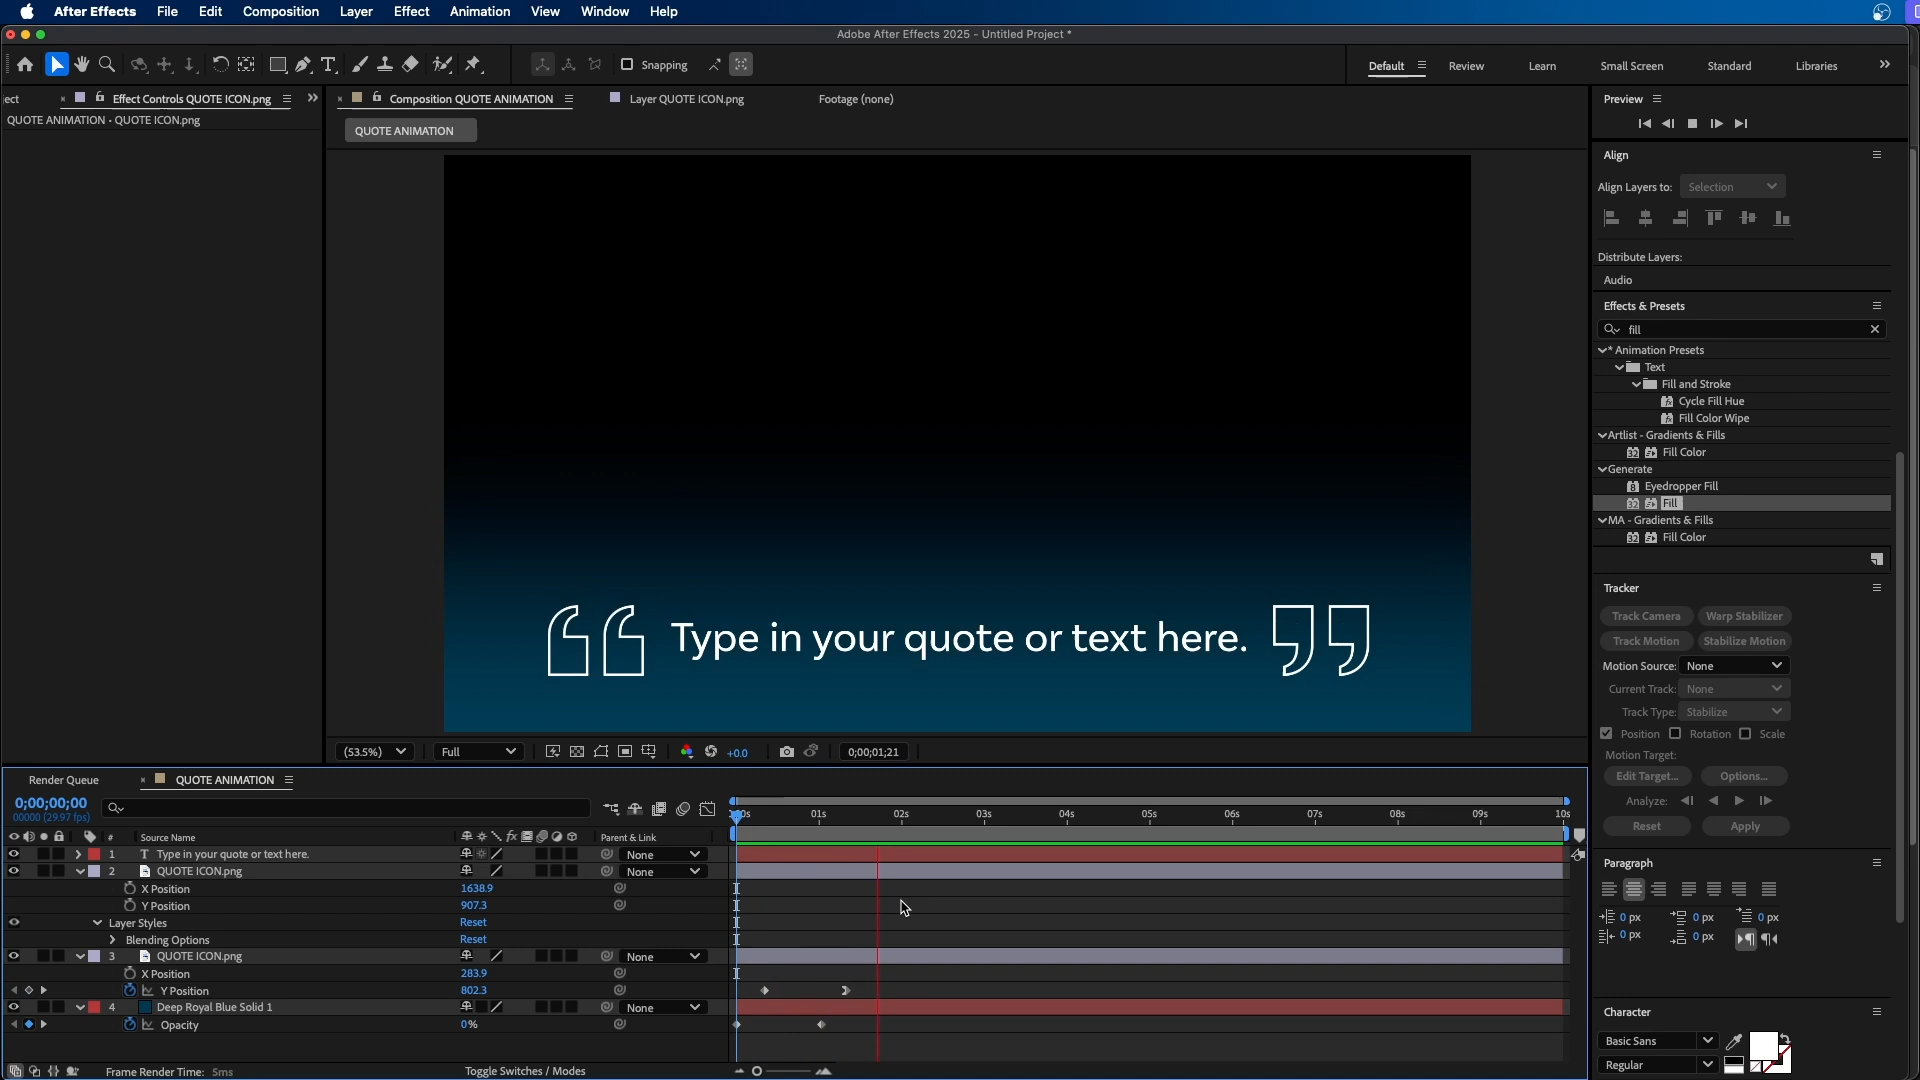 After Effects File Edit Composition Layer Effect Animation View Window Help
Adobe After Effects 2025 - Untitled Project *
Snapping
Default Review Learn Small Screen Standard Libraries
ect Effect Controls QUOTE ICON.png
Composition QUOTE ANIMATION Layer QUOTE ICON.png Footage (none)
Preview
QUOTE ANIMATION • QUOTE ICON.png
QUOTE ANIMATION
Align
Align Layers to: Selection
Distribute Layers:
Audio
Effects & Presets
fill
* Animation Presets
Text
Fill and Stroke
Cycle Fill Hue
Fill Color Wipe
Artlist - Gradients & Fills
Fill Color
Generate
Eyedropper Fill
Fill
MA - Gradients & Fills
Fill Color
“ Type in your quote or text here. ”
Tracker
Track Camera Warp Stabilizer
Track Motion Stabilize Motion
Motion Source: None
Current Track: None
Track Type: Stabilize
Position Rotation Scale
Motion Target:
Edit Target... Options...
Analyze:
Reset Apply
(53.5%) Full +0.0 0;00;01;21
Render Queue QUOTE ANIMATION
0;00;00;00
00000 (29.97 fps)
01s 02s 03s 04s 05s 06s 07s 08s 09s 10s
# Source Name Parent & Link
1 T Type in your quote or text here. None
2 QUOTE ICON.png None
X Position 1638.9
Y Position 907.3
Layer Styles Reset
Blending Options Reset
3 QUOTE ICON.png None
X Position 283.9
Y Position 802.3
4 Deep Royal Blue Solid 1 None
Opacity 0%
Frame Render Time: 5ms Toggle Switches / Modes
Paragraph
0 px 0 px 0 px
0 px 0 px
Character
Basic Sans
Regular